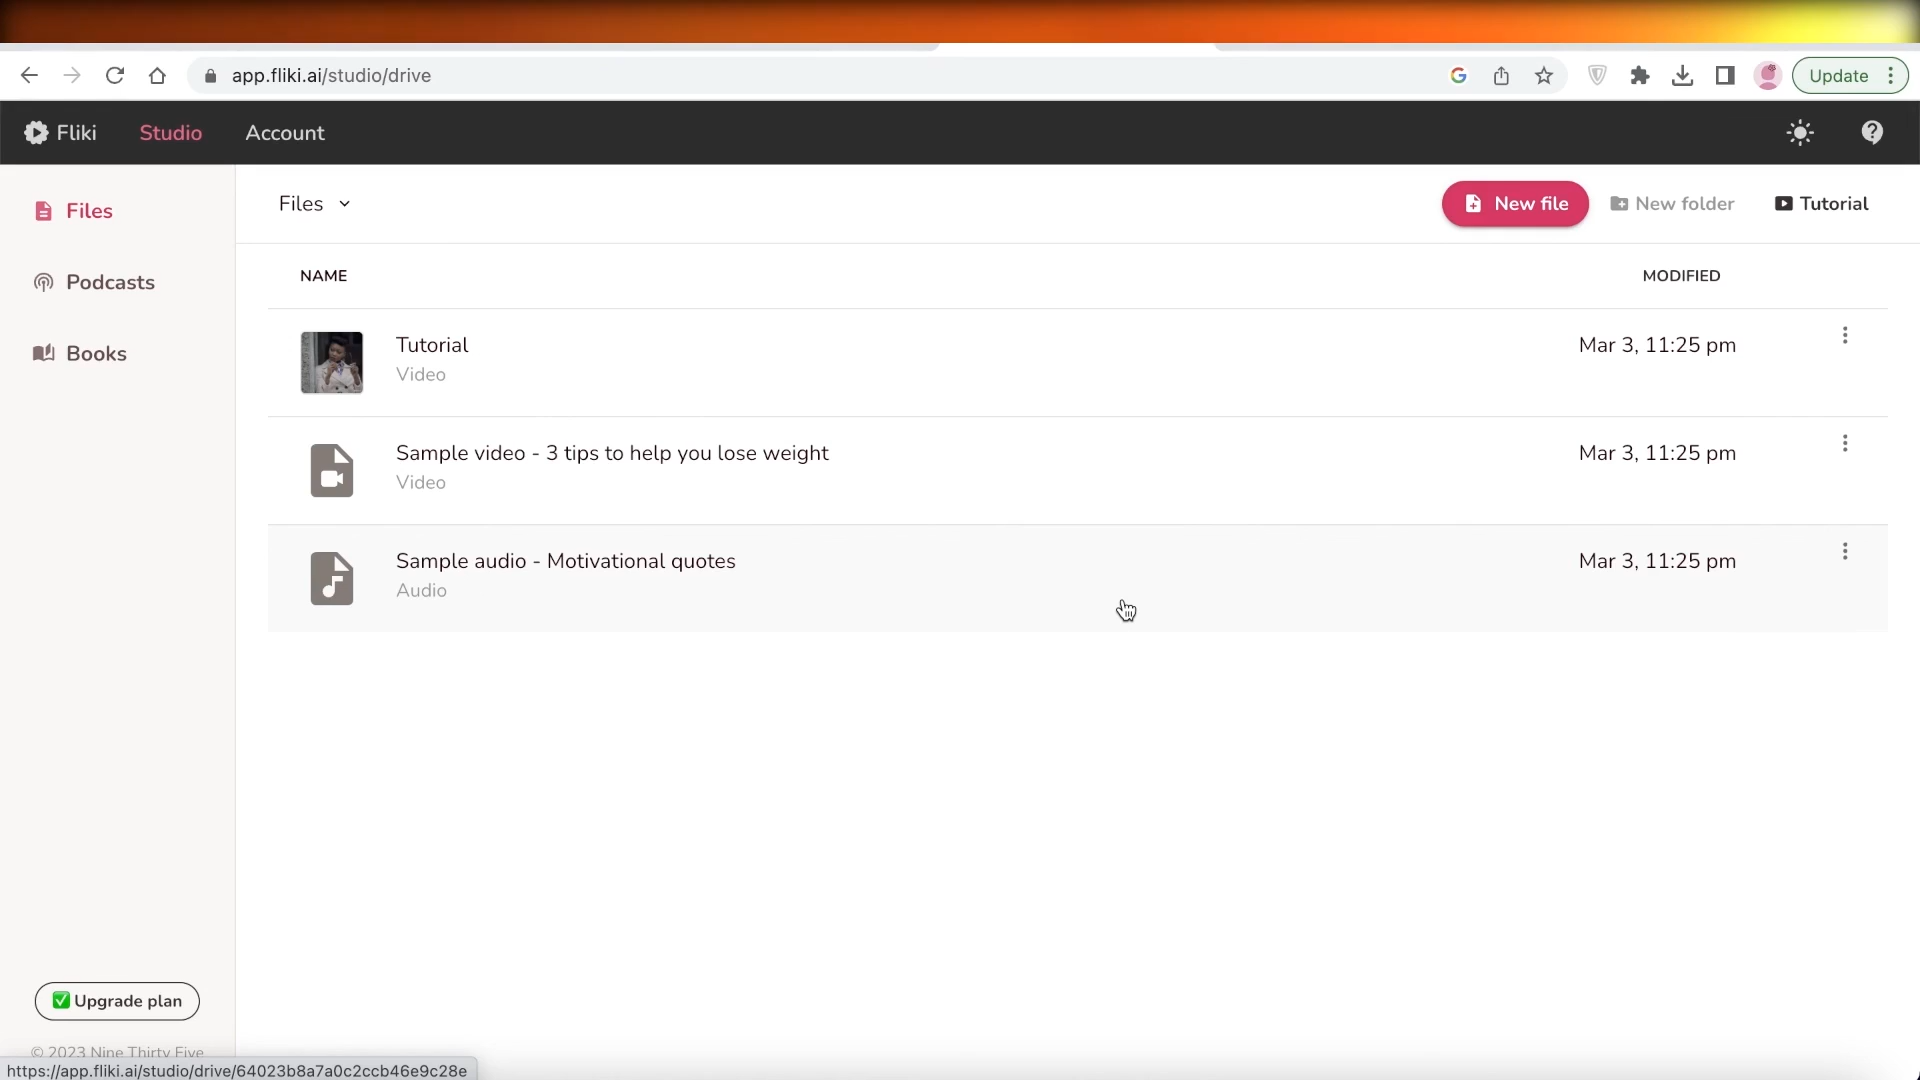 app.fliki.ai/studio/drive
Update
Fliki
Studio
Account
Files
Podcasts
Books
Files
New file
New folder
Tutorial
NAME
MODIFIED
Tutorial
Video
Mar 3, 11:25 pm
Sample video - 3 tips to help you lose weight
Video
Mar 3, 11:25 pm
Sample audio - Motivational quotes
Audio
Mar 3, 11:25 pm
Upgrade plan
© 2023 Nine Thirty Five
https://app.fliki.ai/studio/drive/64023b8a7a0c2ccb46e9c28e